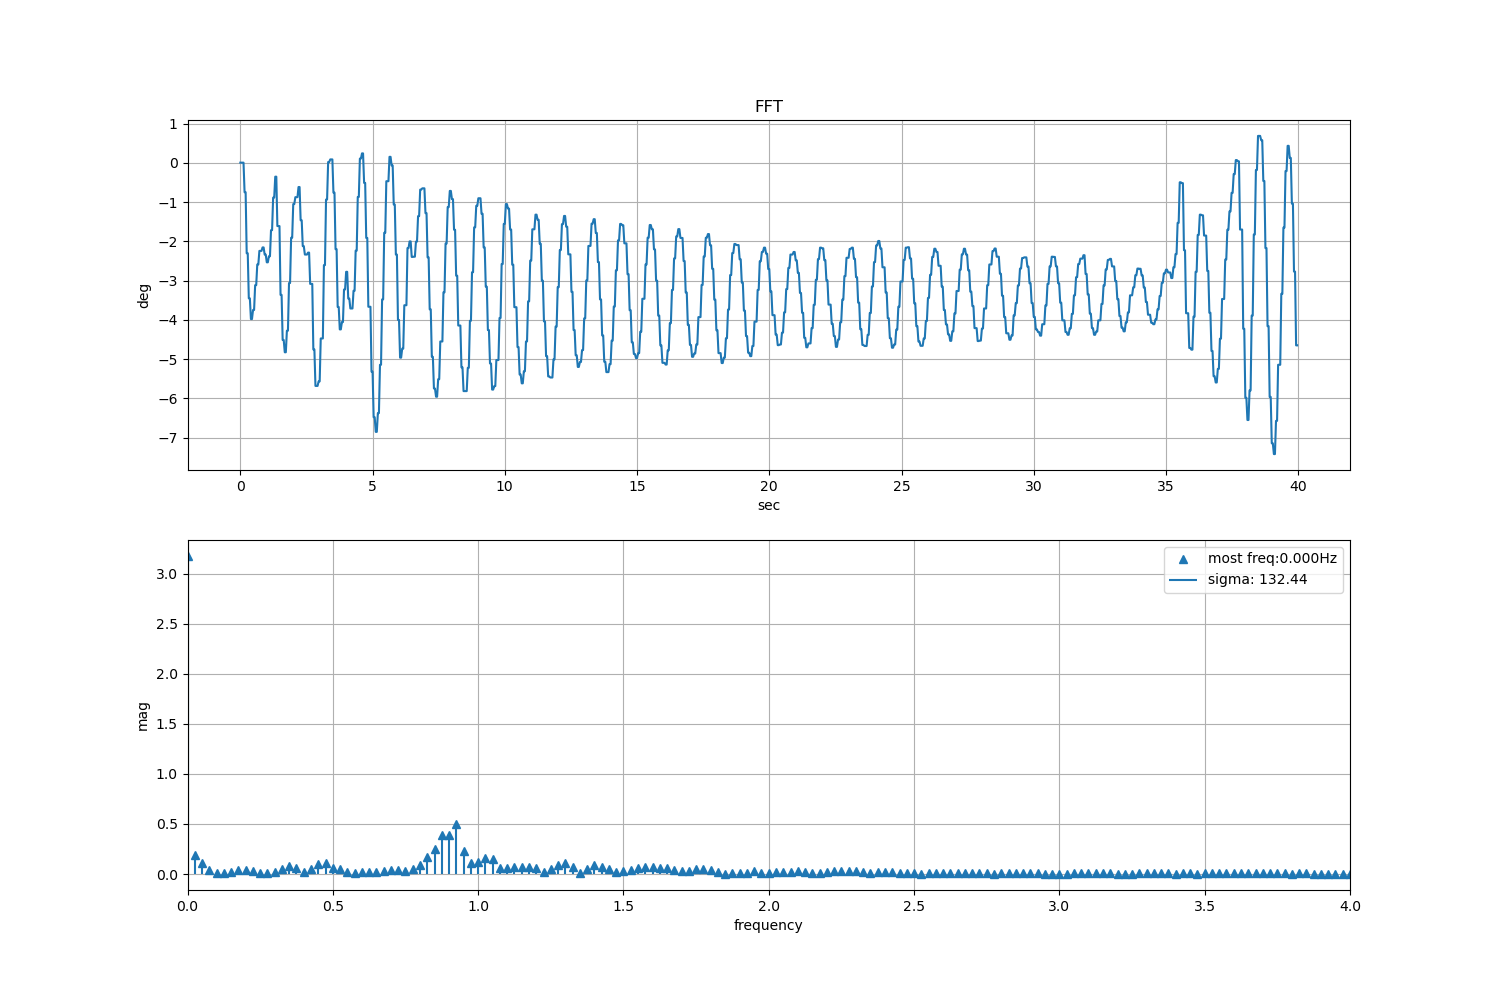 FFT
1
0
−1
−2
−3
−4
−5
−6
−7
deg
0 5 10 15 20 25 30 35 40
sec
most freq:0.000Hz
sigma: 132.44
3.0
2.5
2.0
1.5
1.0
0.5
0.0
mag
0.0 0.5 1.0 1.5 2.0 2.5 3.0 3.5 4.0
frequency